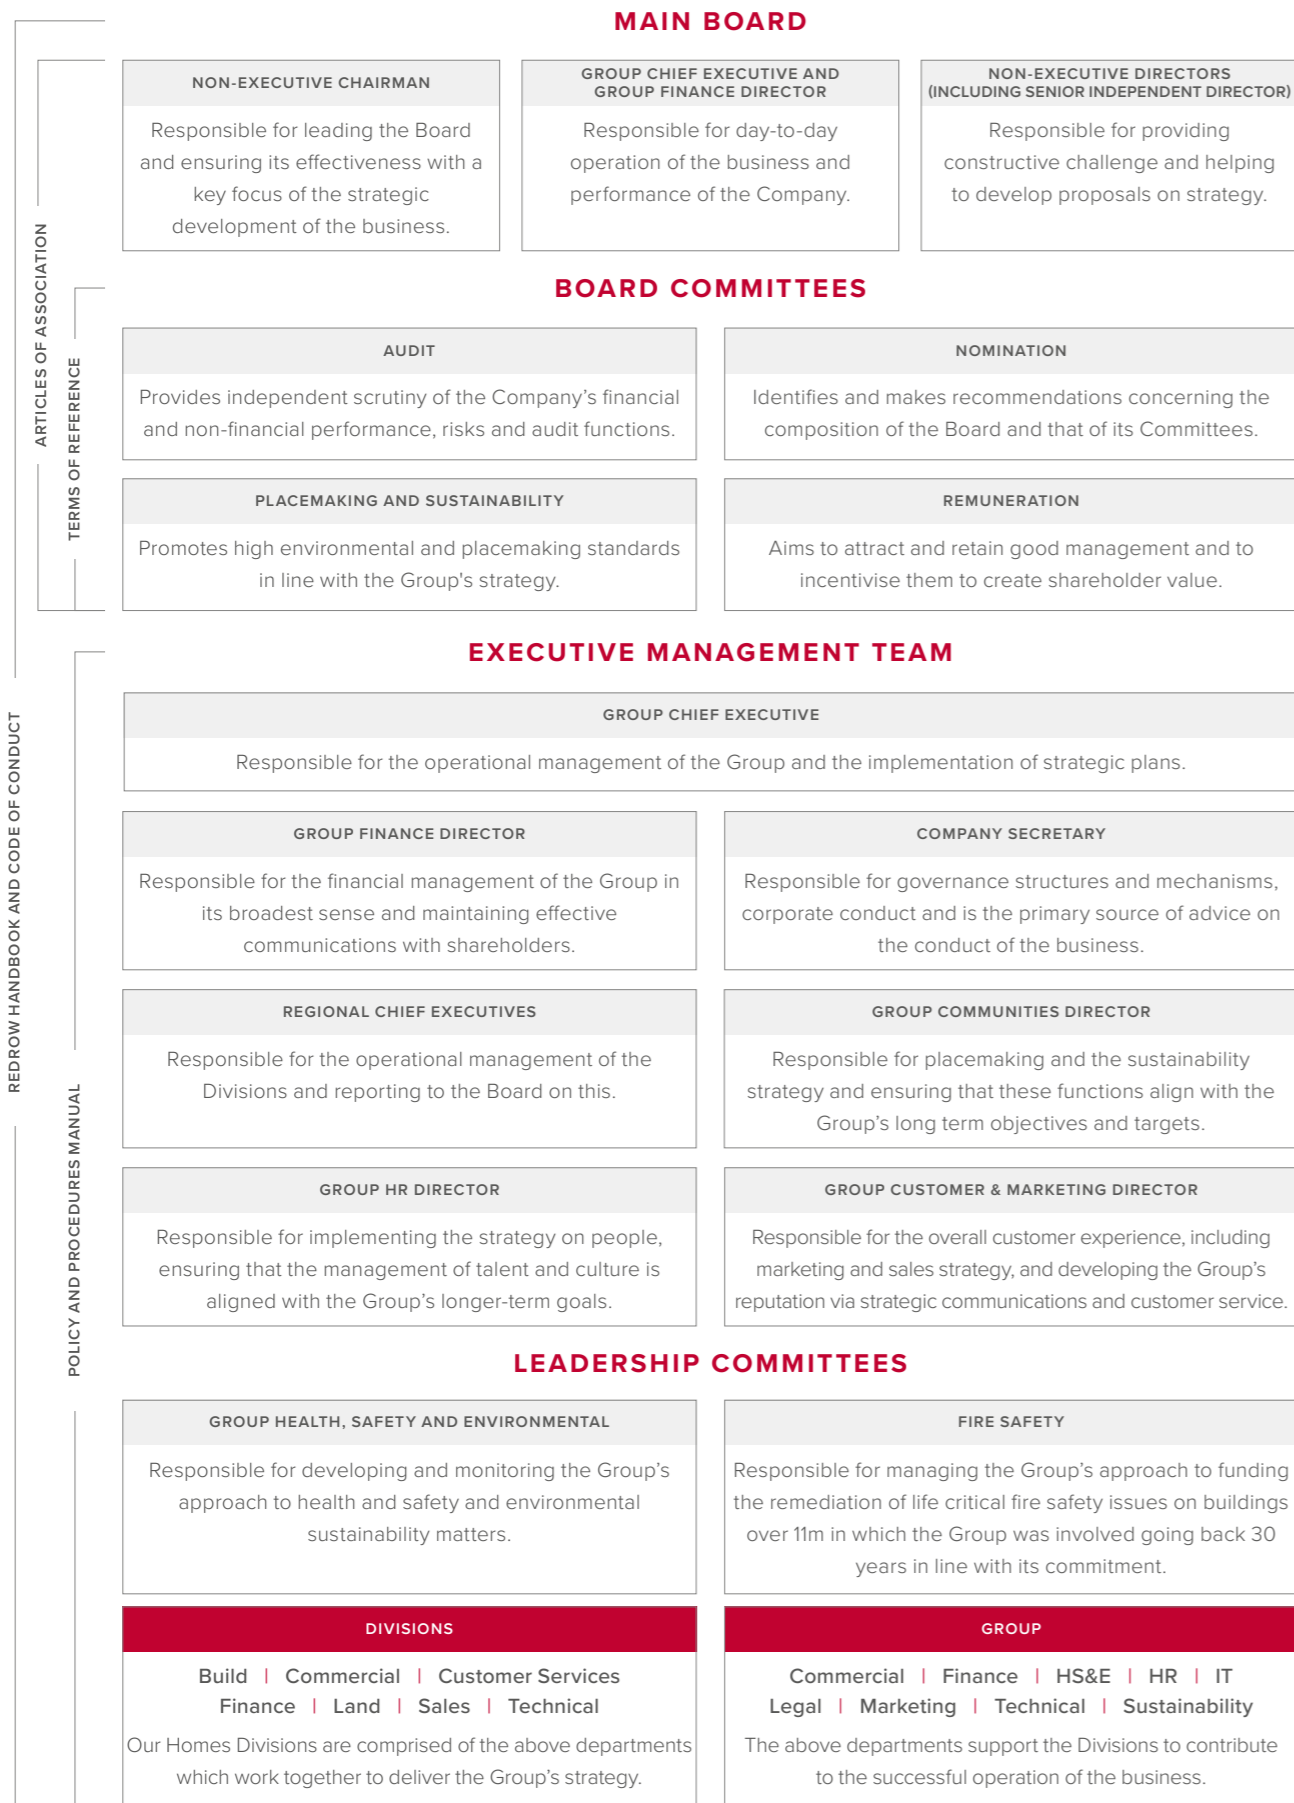 MAIN BOARD
NON-EXECUTIVE CHAIRMAN
Responsible for leading the Board
and ensuring its effectiveness with a
key focus of the strategic
development of the business.
GROUP CHIEF EXECUTIVE AND
GROUP FINANCE DIRECTOR
Responsible for day-to-day
operation of the business and
performance of the Company.
NON-EXECUTIVE DIRECTORS
(INCLUDING SENIOR INDEPENDENT DIRECTOR)
Responsible for providing
constructive challenge and helping
to develop proposals on strategy.
BOARD COMMITTEES
AUDIT
Provides independent scrutiny of the Company's financial
and non-financial performance, risks and audit functions.
NOMINATION
Identifies and makes recommendations concerning the
composition of the Board and that of its Committees.
PLACEMAKING AND SUSTAINABILITY
Promotes high environmental and placemaking standards
in line with the Group's strategy.
REMUNERATION
Aims to attract and retain good management and to
incentivise them to create shareholder value.
EXECUTIVE MANAGEMENT TEAM
GROUP CHIEF EXECUTIVE
Responsible for the operational management of the Group and the implementation of strategic plans.
GROUP FINANCE DIRECTOR
Responsible for the financial management of the Group in
its broadest sense and maintaining effective
communications with shareholders.
COMPANY SECRETARY
Responsible for governance structures and mechanisms,
corporate conduct and is the primary source of advice on
the conduct of the business.
REGIONAL CHIEF EXECUTIVES
Responsible for the operational management of the
Divisions and reporting to the Board on this.
GROUP COMMUNITIES DIRECTOR
Responsible for placemaking and the sustainability
strategy and ensuring that these functions align with the
Group's long term objectives and targets.
GROUP HR DIRECTOR
Responsible for implementing the strategy on people,
ensuring that the management of talent and culture is
aligned with the Group's longer-term goals.
GROUP CUSTOMER & MARKETING DIRECTOR
Responsible for the overall customer experience, including
marketing and sales strategy, and developing the Group's
reputation via strategic communications and customer service.
LEADERSHIP COMMITTEES
GROUP HEALTH, SAFETY AND ENVIRONMENTAL
Responsible for developing and monitoring the Group's
approach to health and safety and environmental
sustainability matters.
FIRE SAFETY
Responsible for managing the Group's approach to funding
the remediation of life critical fire safety issues on buildings
over 11m in which the Group was involved going back 30
years in line with its commitment.
DIVISIONS
Build | Commercial | Customer Services
Finance | Land | Sales | Technical
Our Homes Divisions are comprised of the above departments
which work together to deliver the Group's strategy.
GROUP
Commercial | Finance | HS&E | HR | IT
Legal | Marketing | Technical | Sustainability
The above departments support the Divisions to contribute
to the successful operation of the business.
ARTICLES OF ASSOCIATION
TERMS OF REFERENCE
REDROW HANDBOOK AND CODE OF CONDUCT
POLICY AND PROCEDURES MANUAL